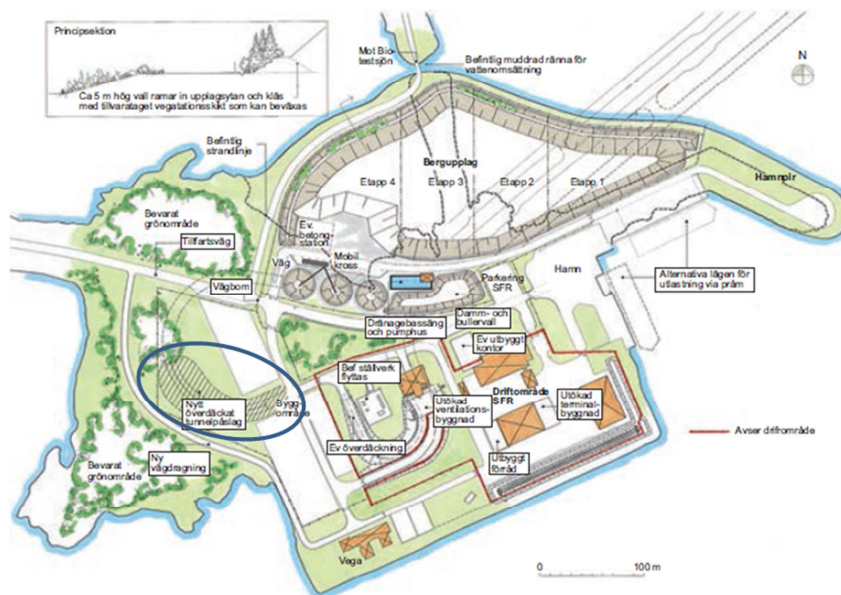 Principsektion
Ca 5 m hög vall ramar in upplagsytan och kläs
med tillvarataget vegatationsskikt som kan beväxas
Mot Bio-
testsjön
Befintlig muddrad ränna för
vattenomsättning
N
Befintlig
strandlinje
Bergupplag
Etapp 4
Etapp 3
Etapp 2
Etapp 1
Hamnpir
Bevarat
grönområde
Tillfartsväg
Ev.
betong-
station
Väg
Mobil
kross
Vägbom
Parkering
SFR
Hamn
Alternativa lägen för
utlastning via pråm
Dränagebassäng
och pumphus
Damm- och
bullervall
Ev utbyggt
kontor
Bef ställverk
flyttas
Nytt
överdäckat
tunnelpåslag
Bygg-
område
Driftområde
SFR
Utökad
ventilations-
byggnad
Utökad
terminal-
byggnad
Ev överdäckning
Utbyggt
förråd
Avser drifområde
Bevarat
grönområde
Ny
vägdragning
Vega
0
100 m